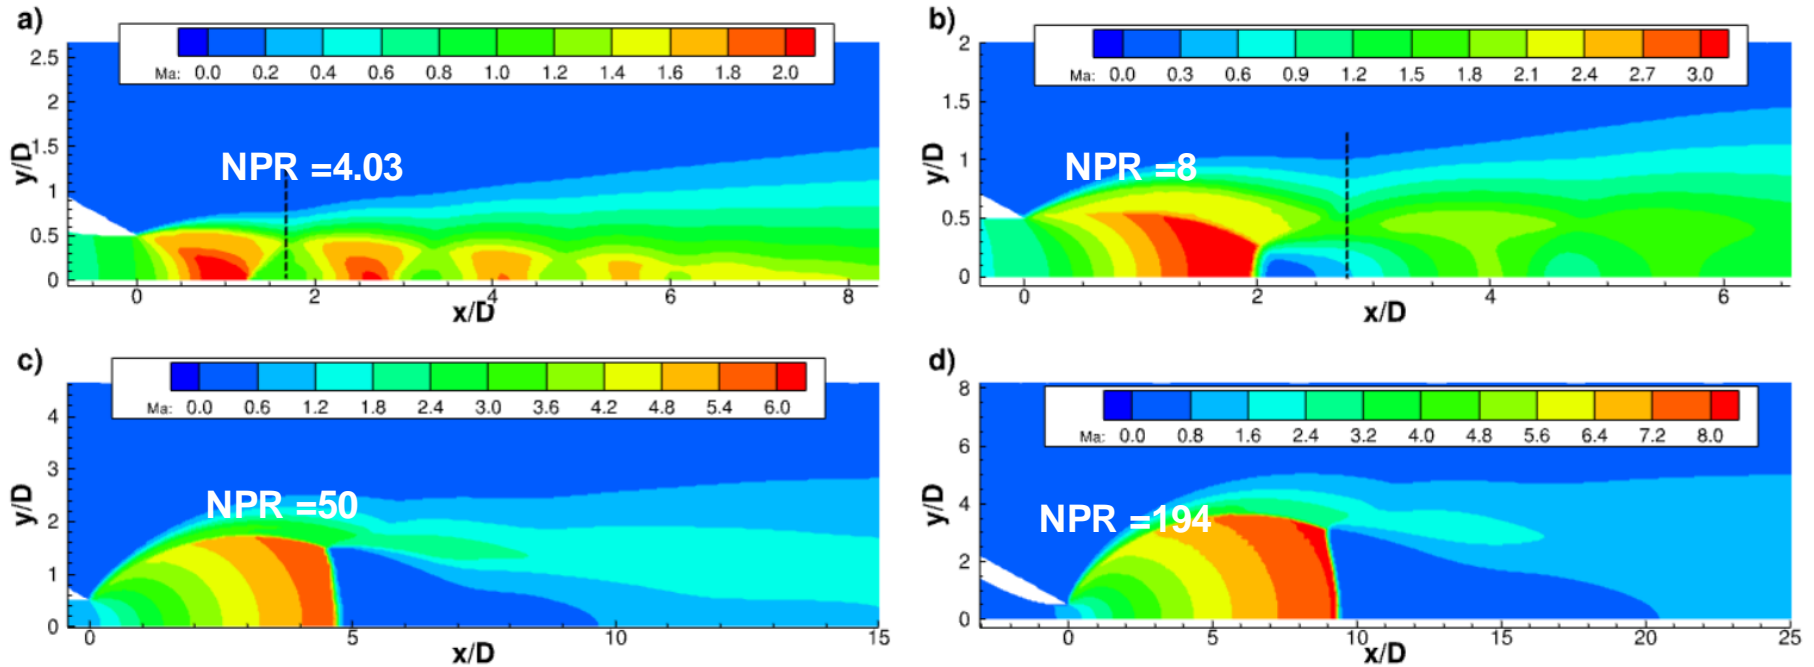 a)
Ma: 0.0 0.2 0.4 0.6 0.8 1.0 1.2 1.4 1.6 1.8 2.0
NPR =4.03
y/D
2.5
2
1.5
1
0.5
0
0 2 4 6 8
x/D
b)
Ma: 0.0 0.3 0.6 0.9 1.2 1.5 1.8 2.1 2.4 2.7 3.0
NPR =8
y/D
2
1.5
1
0.5
0
0 2 4 6
x/D
c)
Ma: 0.0 0.6 1.2 1.8 2.4 3.0 3.6 4.2 4.8 5.4 6.0
NPR =50
y/D
4
3
2
1
0
0 5 10 15
x/D
d)
Ma: 0.0 0.8 1.6 2.4 3.2 4.0 4.8 5.6 6.4 7.2 8.0
NPR =194
y/D
8
6
4
2
0
0 5 10 15 20 25
x/D